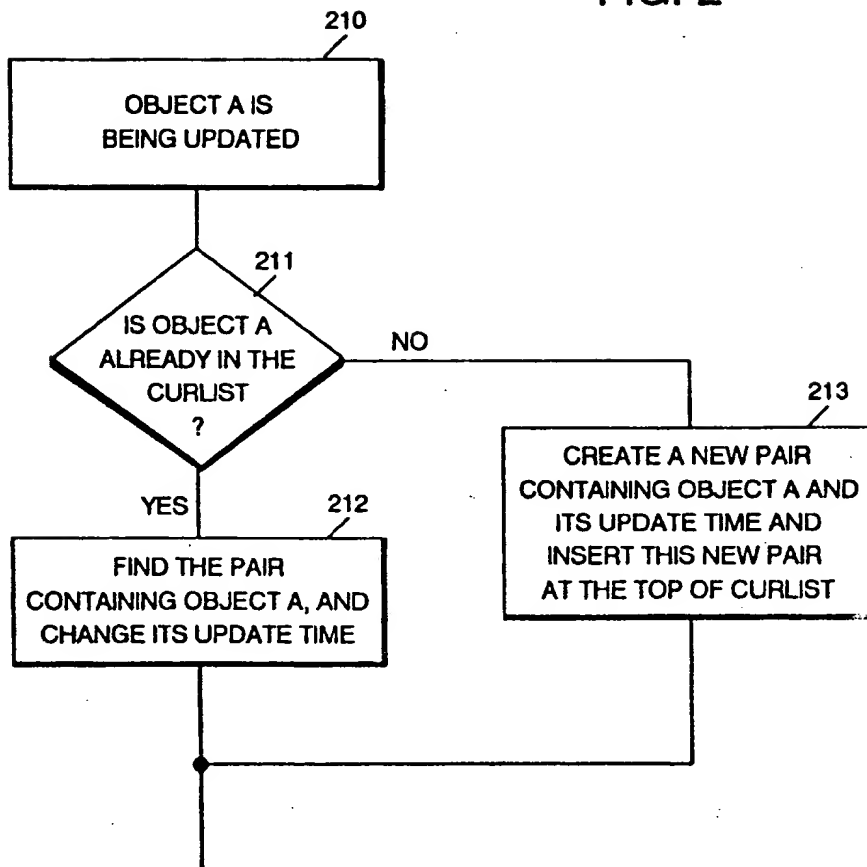 FIG. 2
210
OBJECT A IS
BEING UPDATED
211
IS OBJECT A
ALREADY IN THE
CURLIST
?
NO
YES
213
CREATE A NEW PAIR
CONTAINING OBJECT A AND
ITS UPDATE TIME AND
INSERT THIS NEW PAIR
AT THE TOP OF CURLIST
212
FIND THE PAIR
CONTAINING OBJECT A, AND
CHANGE ITS UPDATE TIME